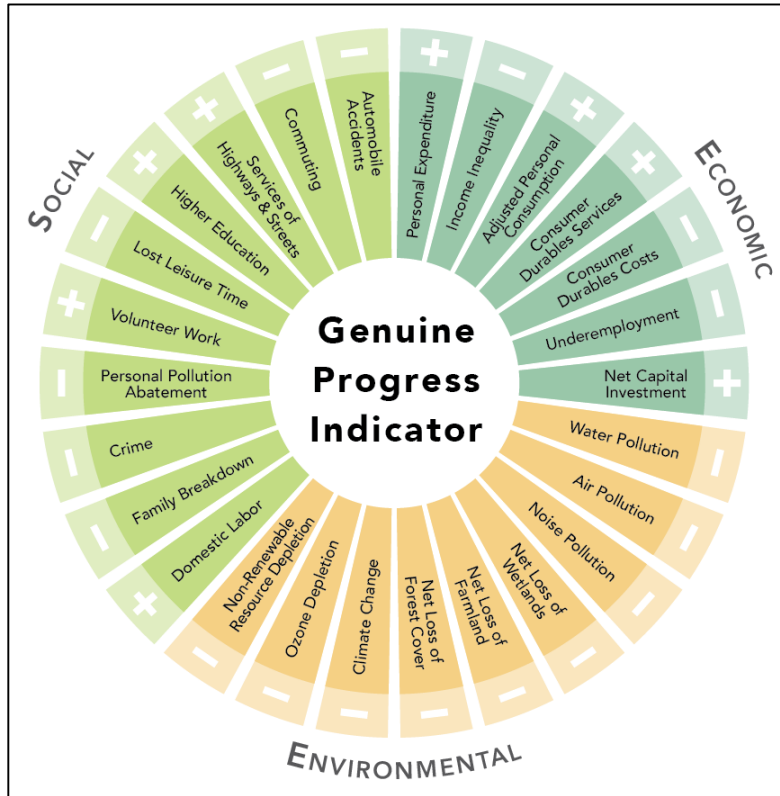 Genuine
Progress
Indicator
ECONOMIC
+
Personal Expenditure
−
Income Inequality
+
Adjusted Personal
Consumption
+
Consumer
Durables Services
−
Consumer
Durables Costs
−
Underemployment
+
Net Capital
Investment
ENVIRONMENTAL
−
Water Pollution
−
Air Pollution
−
Noise Pollution
−
Net Loss of
Wetlands
−
Net Loss of
Farmland
−
Net Loss of
Forest Cover
−
Climate Change
−
Ozone Depletion
−
Non-Renewable
Resource Depletion
SOCIAL
+
Domestic Labor
−
Family Breakdown
−
Crime
−
Personal Pollution
Abatement
+
Volunteer Work
−
Lost Leisure Time
+
Higher Education
+
Services of
Highways & Streets
−
Commuting
−
Automobile
Accidents